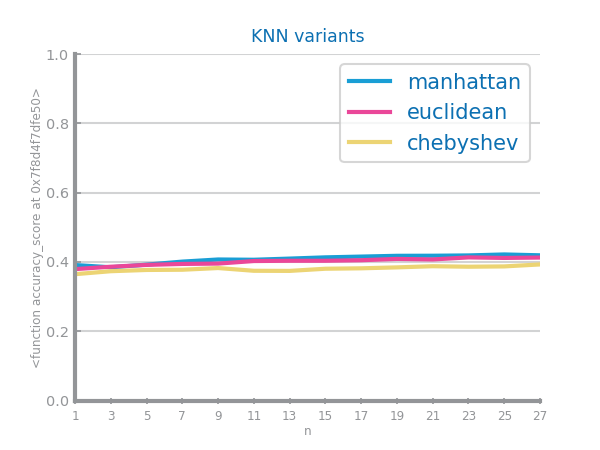 KNN variants
manhattan
euclidean
chebyshev
<function accuracy_score at 0x7f8d4f7dfe50>
1.0
0.8
0.6
0.4
0.2
0.0
1 3 5 7 9 11 13 15 17 19 21 23 25 27
n